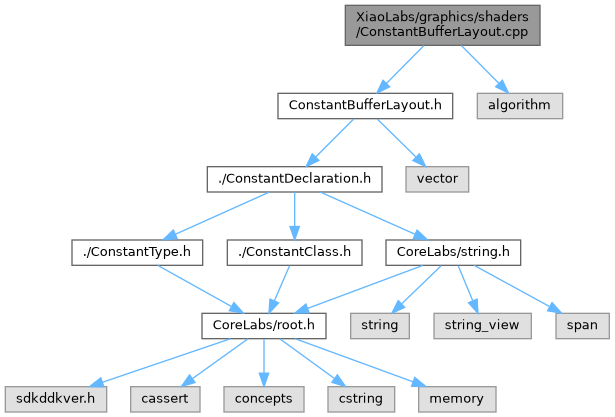 XiaoLabs/graphics/shaders
/ConstantBufferLayout.cpp
ConstantBufferLayout.h
algorithm
./ConstantDeclaration.h
vector
./ConstantType.h
./ConstantClass.h
CoreLabs/string.h
CoreLabs/root.h
string
string_view
span
sdkddkver.h
cassert
concepts
cstring
memory